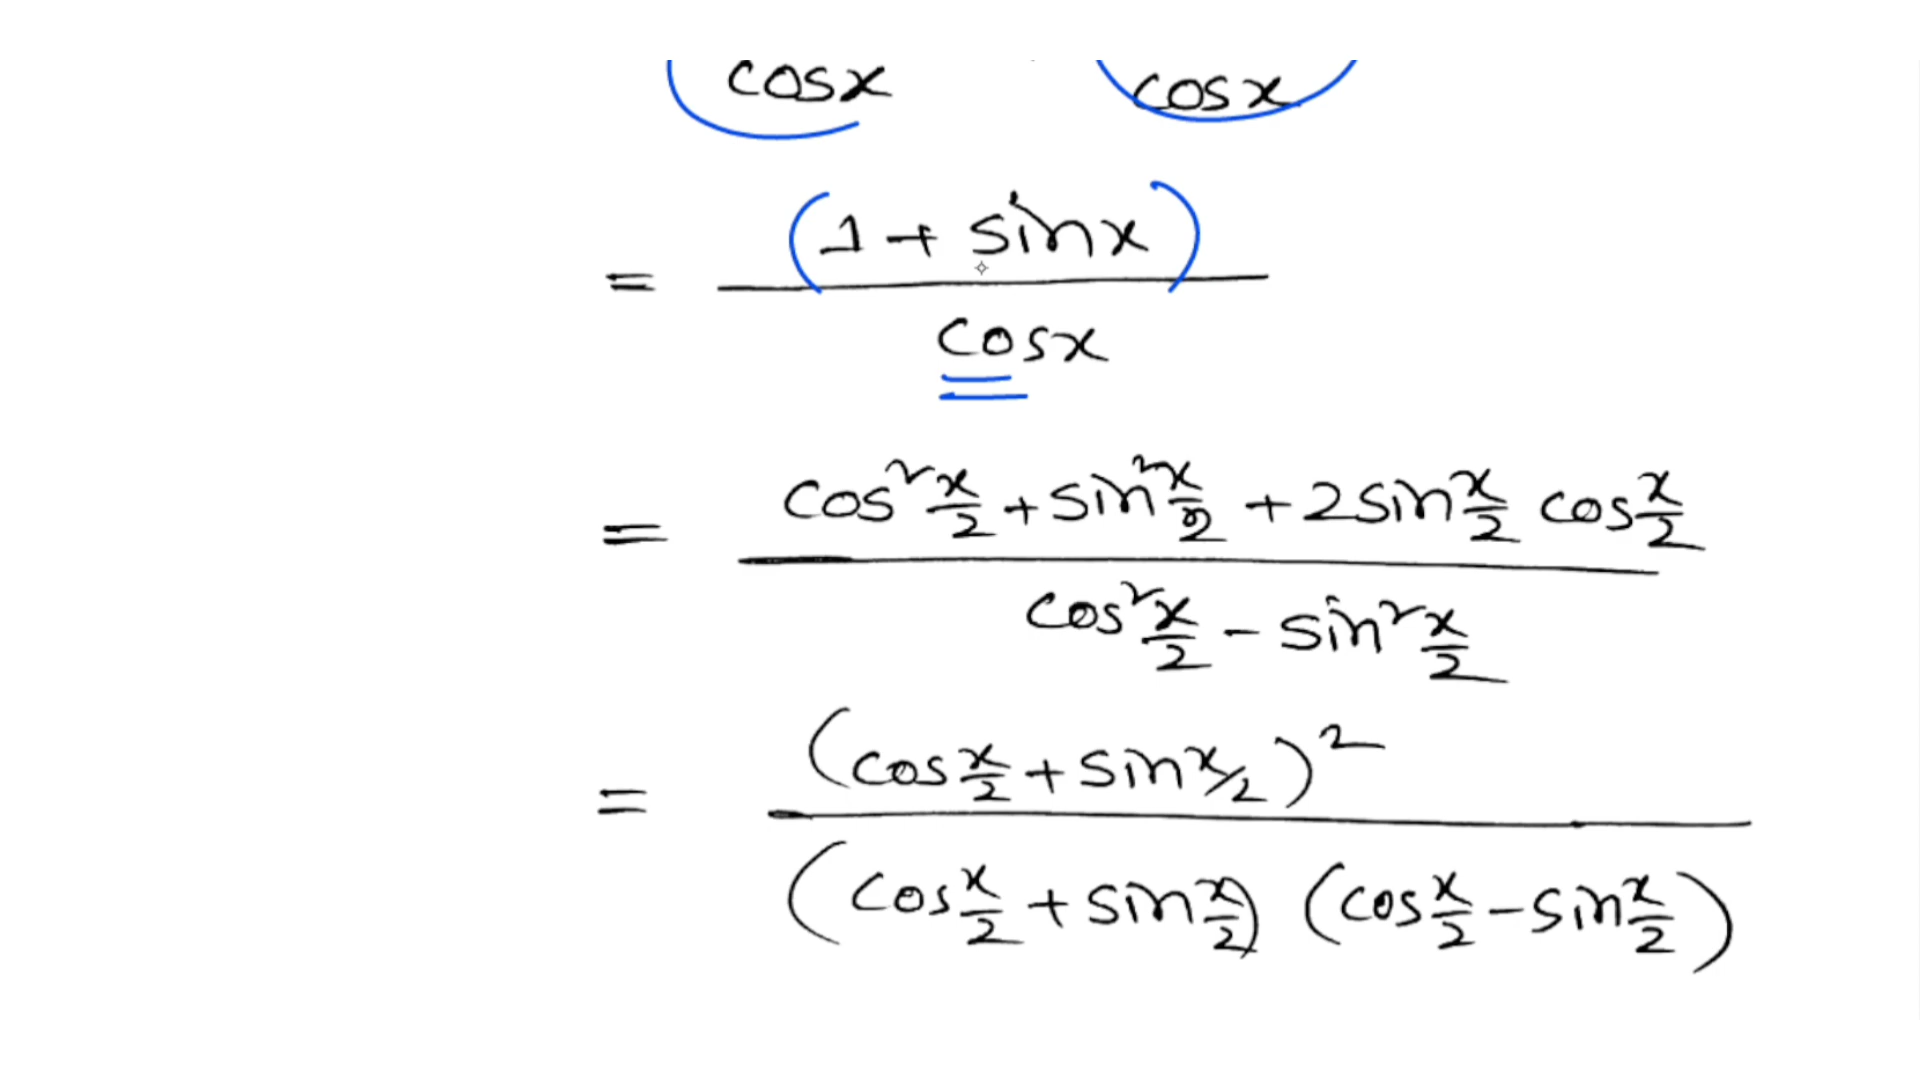 cosx cosx
= (1 + sinx) / cosx
= cos²x/2 + sin²x/2 + 2sinx/2 cosx/2 / cos²x/2 - sin²x/2
= (cosx/2 + sinx/2)² / (cosx/2 + sinx/2) (cosx/2 - sinx/2)